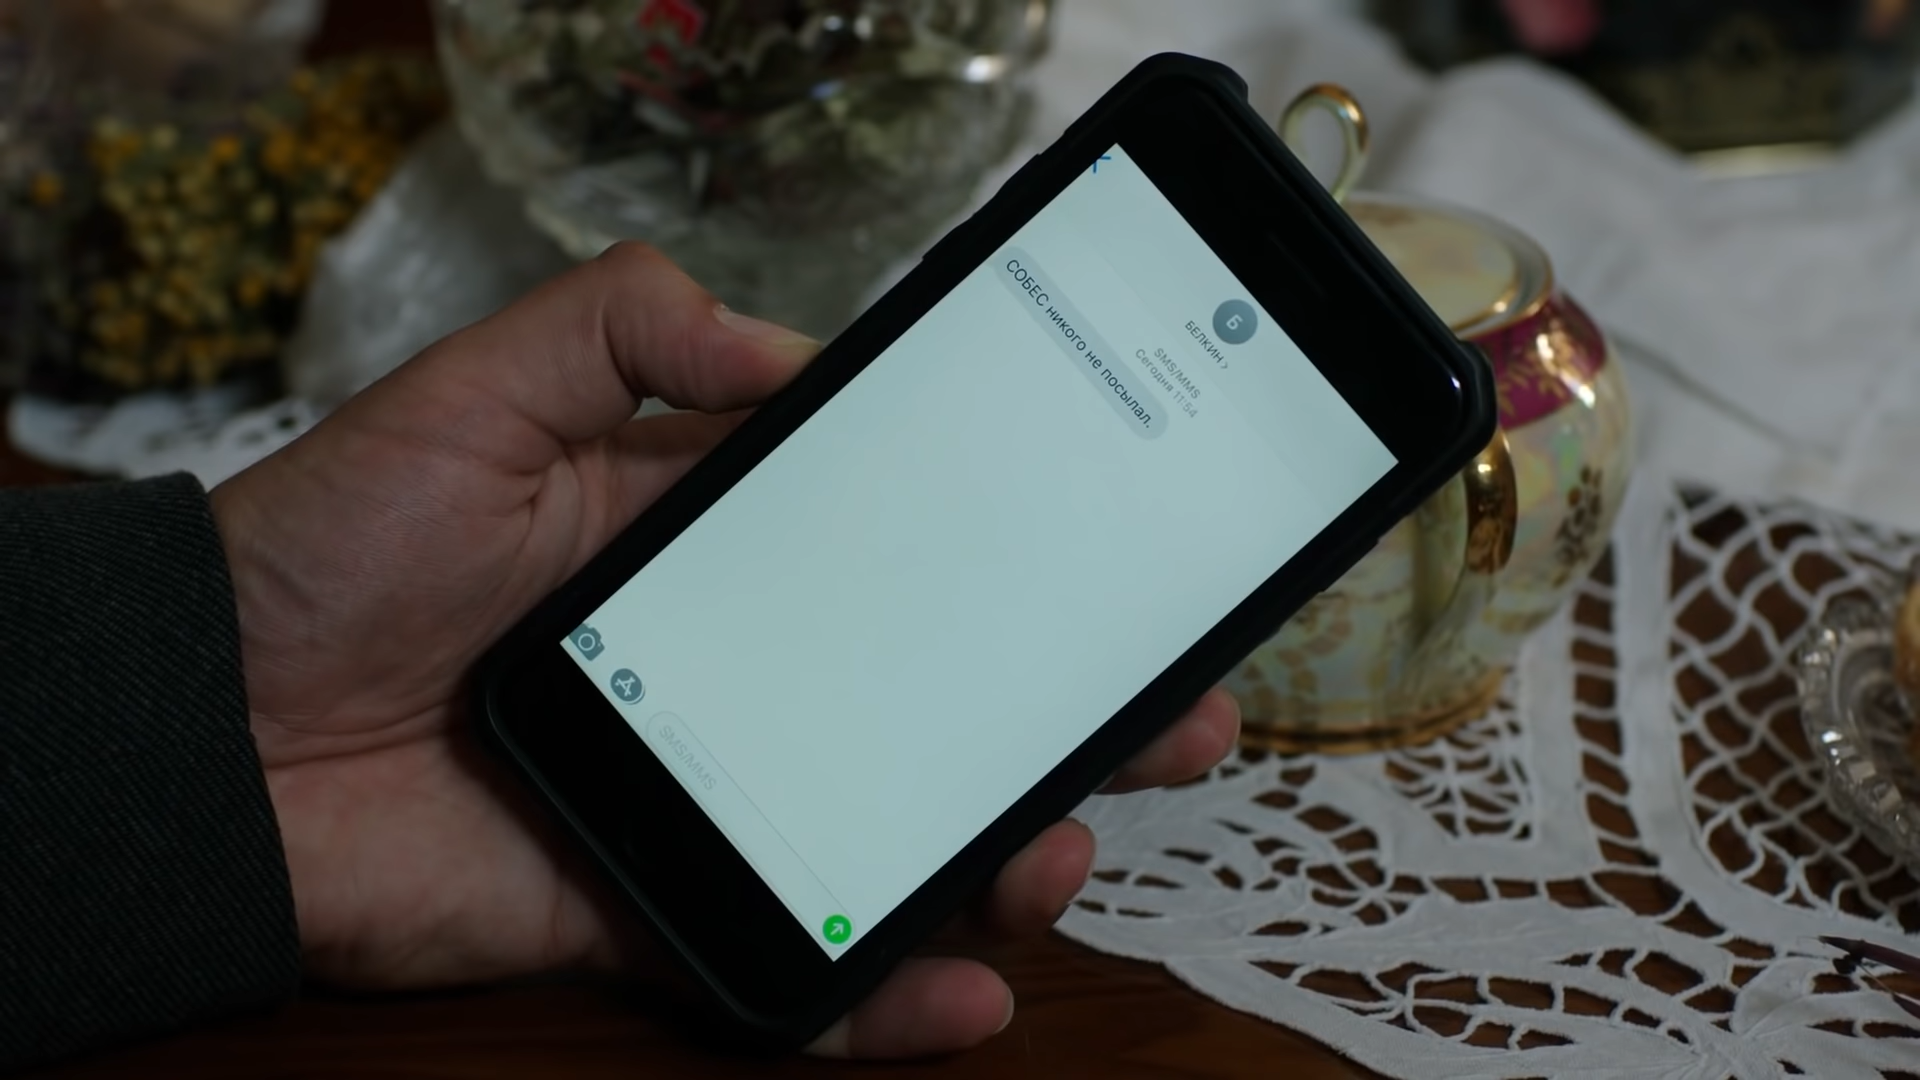 Б
БЕЛКИН >
SMS/MMS
Сегодня 11:54
СОБЕС никого не посылал.
SMS/MMS